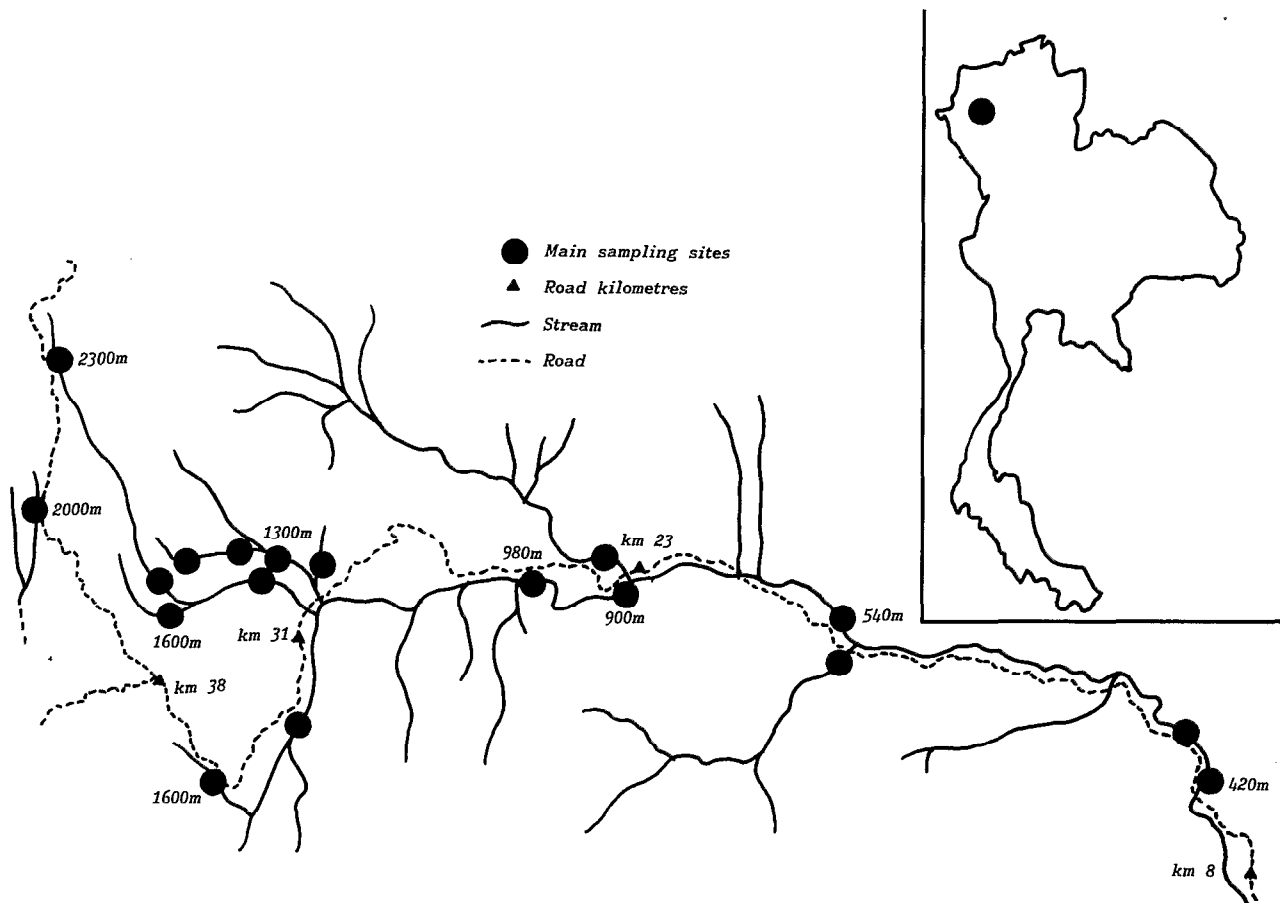 Main sampling sites
Road kilometres
Stream
Road
2300m
2000m
1300m
980m
km 23
900m
540m
1600m
km 31
km 38
1600m
420m
km 8